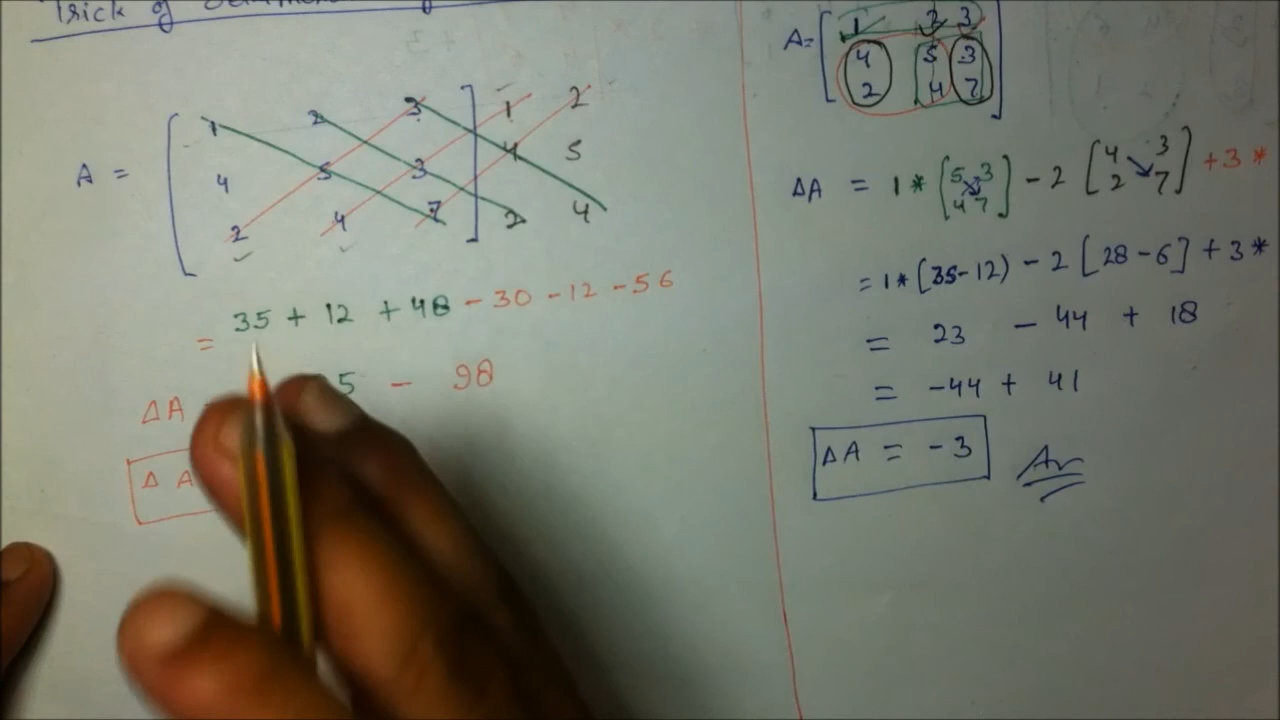 Trick of
A = [ 1 2 3 ] 1 2
4 5 3 4 5
2 4 7 2 4
= 35 + 12 + 48 - 30 - 12 - 56
ΔA 5 - 98
Δ A
A = [ 1 2 3
4 5 3
2 4 7 ]
ΔA = 1 * [ 5 3 4 7 ] - 2 [ 4 3 2 7 ] + 3 *
= 1 * (35 - 12) - 2 [ 28 - 6 ] + 3 *
= 23 - 44 + 18
= -44 + 41
ΔA = -3